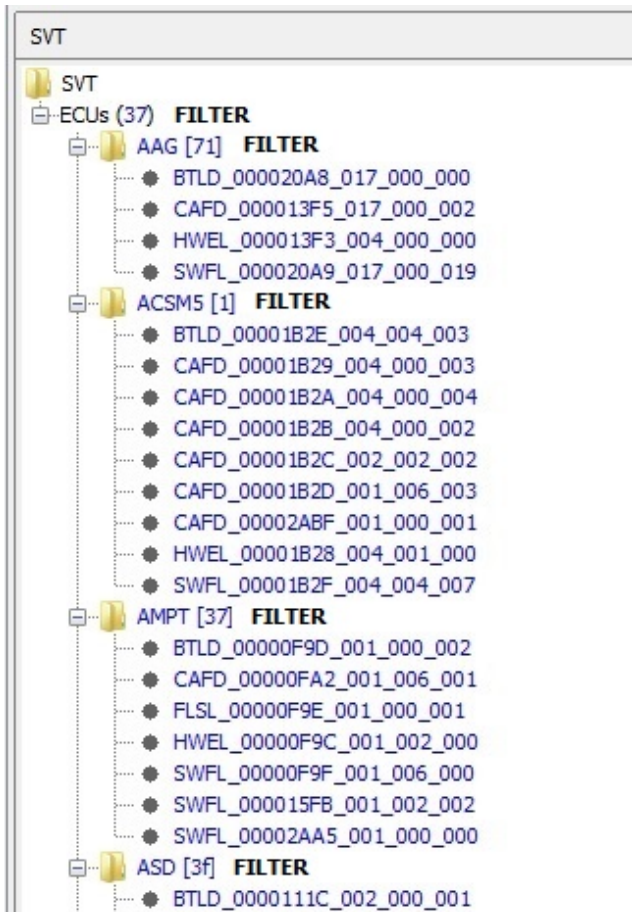 SVT
SVT
ECUs (37) FILTER
AAG [71] FILTER
BTLD_000020A8_017_000_000
CAFD_000013F5_017_000_002
HWEL_000013F3_004_000_000
SWFL_000020A9_017_000_019
ACSM5 [1] FILTER
BTLD_00001B2E_004_004_003
CAFD_00001B29_004_000_003
CAFD_00001B2A_004_000_004
CAFD_00001B2B_004_000_002
CAFD_00001B2C_002_002_002
CAFD_00001B2D_001_006_003
CAFD_00002ABF_001_000_001
HWEL_00001B28_004_001_000
SWFL_00001B2F_004_004_007
AMPT [37] FILTER
BTLD_00000F9D_001_000_002
CAFD_00000FA2_001_006_001
FLSL_00000F9E_001_000_001
HWEL_00000F9C_001_002_000
SWFL_00000F9F_001_006_000
SWFL_000015FB_001_002_002
SWFL_00002AA5_001_000_000
ASD [3f] FILTER
BTLD_0000111C_002_000_001